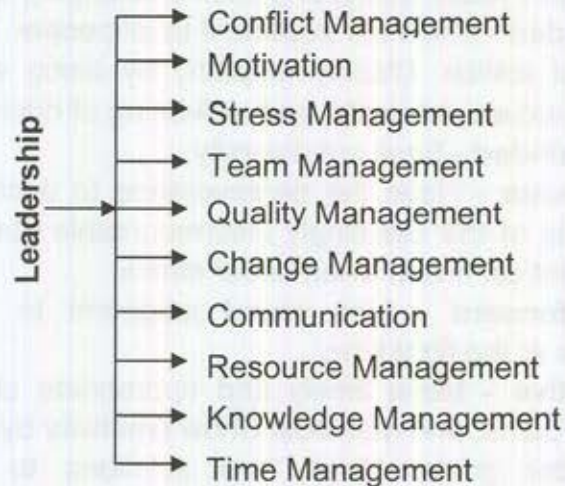 Leadership
Conflict Management
Motivation
Stress Management
Team Management
Quality Management
Change Management
Communication
Resource Management
Knowledge Management
Time Management